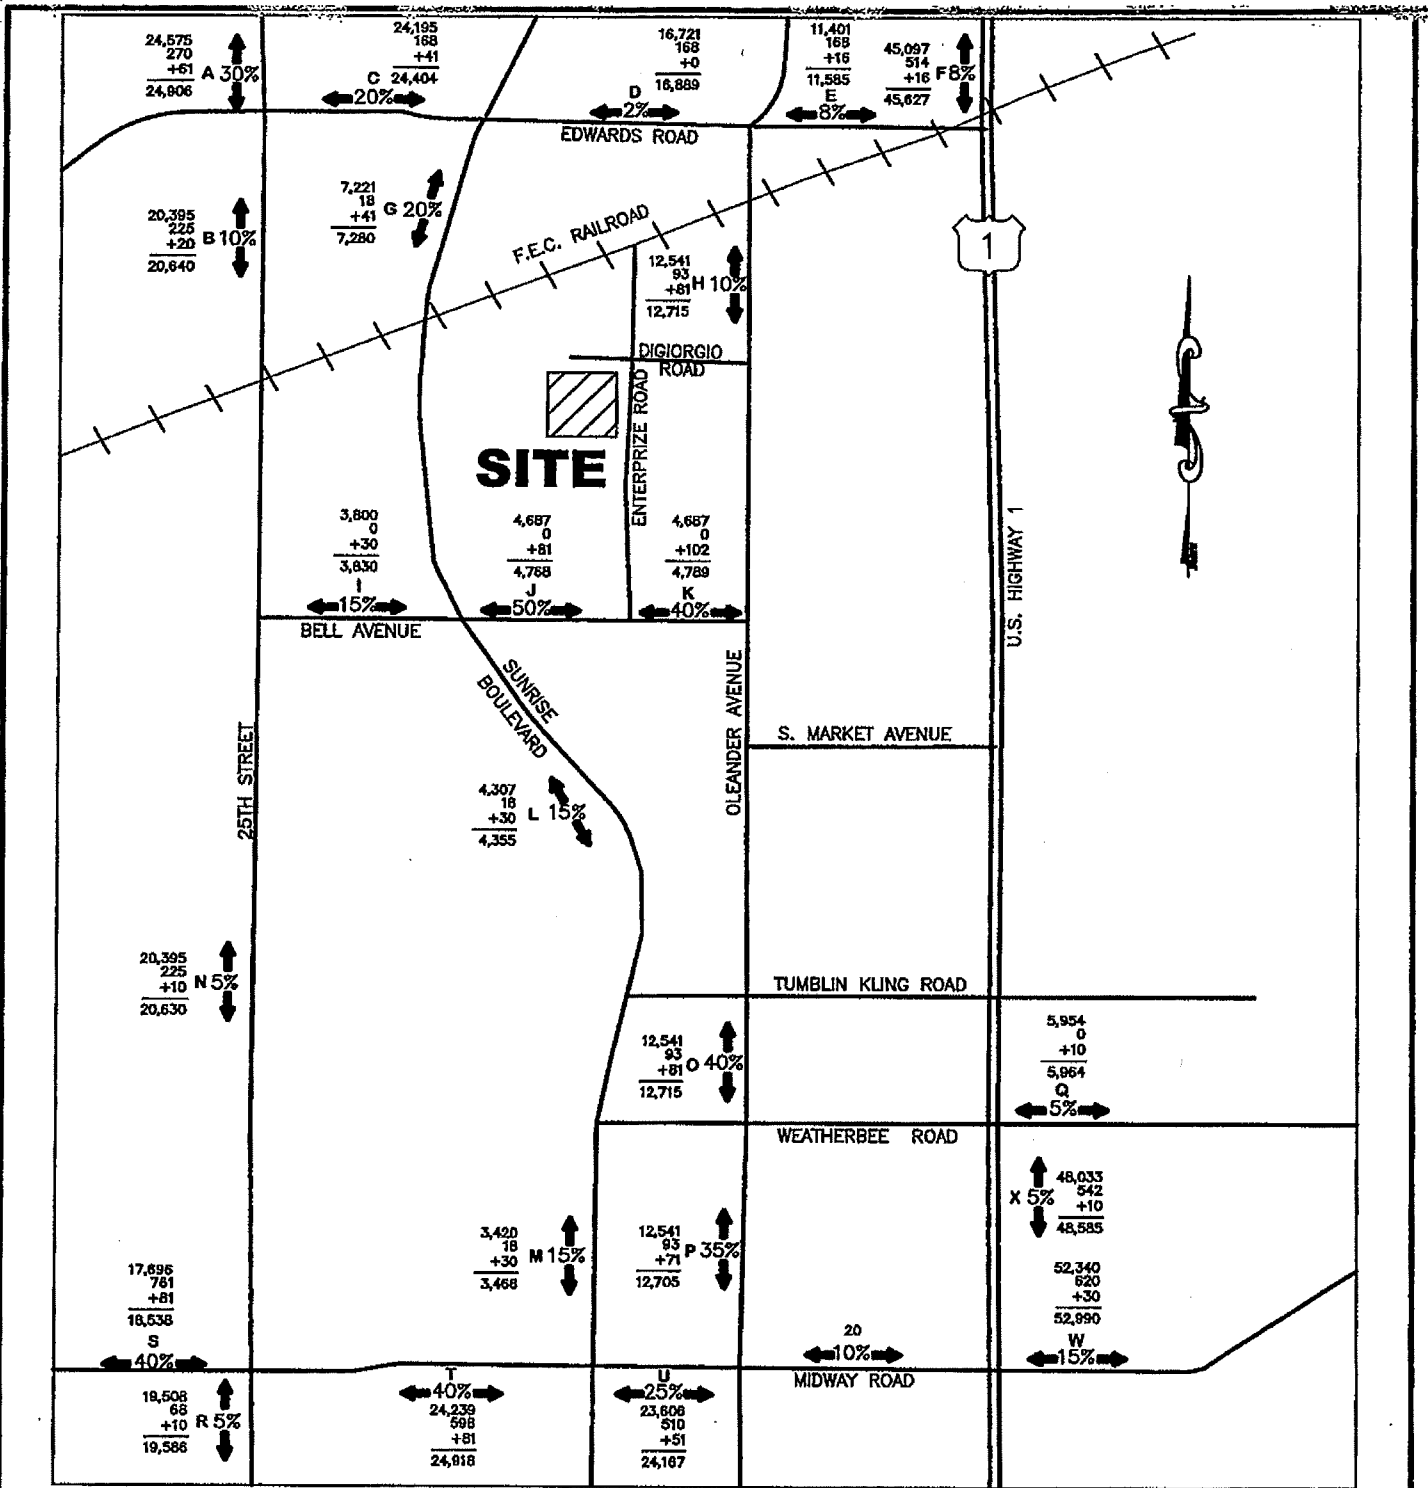 24,575
270
+61
24,906
A 30%
24,195
168
+41
24,404
C
20%
16,721
168
+0
16,889
D
2%
EDWARDS ROAD
11,401
168
+16
11,585
E
8%
45,097
514
+16
45,627
F 8%
20,395
225
+20
20,640
B 10%
7,221
18
+41
7,280
G 20%
F.E.C. RAILROAD
12,541
93
+81
12,715
H 10%
1
DIGIORGIO
ROAD
ENTERPRIZE ROAD
SITE
3,800
0
+30
3,830
I
15%
BELL AVENUE
4,687
0
+81
4,768
J
50%
4,687
0
+102
4,789
K
40%
U.S. HIGHWAY 1
SUNRISE
BOULEVARD
25TH STREET
OLEANDER AVENUE
S. MARKET AVENUE
4,307
18
+30
4,355
L 15%
20,395
225
+10
20,630
N 5%
TUMBLIN KLING ROAD
12,541
93
+81
12,715
O 40%
5,954
0
+10
5,964
Q
5%
WEATHERBEE ROAD
X 5%
48,033
542
+10
48,585
3,420
18
+30
3,468
M 15%
12,541
93
+71
12,705
P 35%
17,696
761
+81
18,538
S
40%
20
10%
MIDWAY ROAD
52,340
620
+30
52,990
W
15%
19,508
68
+10
19,586
R 5%
T
40%
24,239
598
+81
24,918
U
25%
23,606
510
+51
24,167